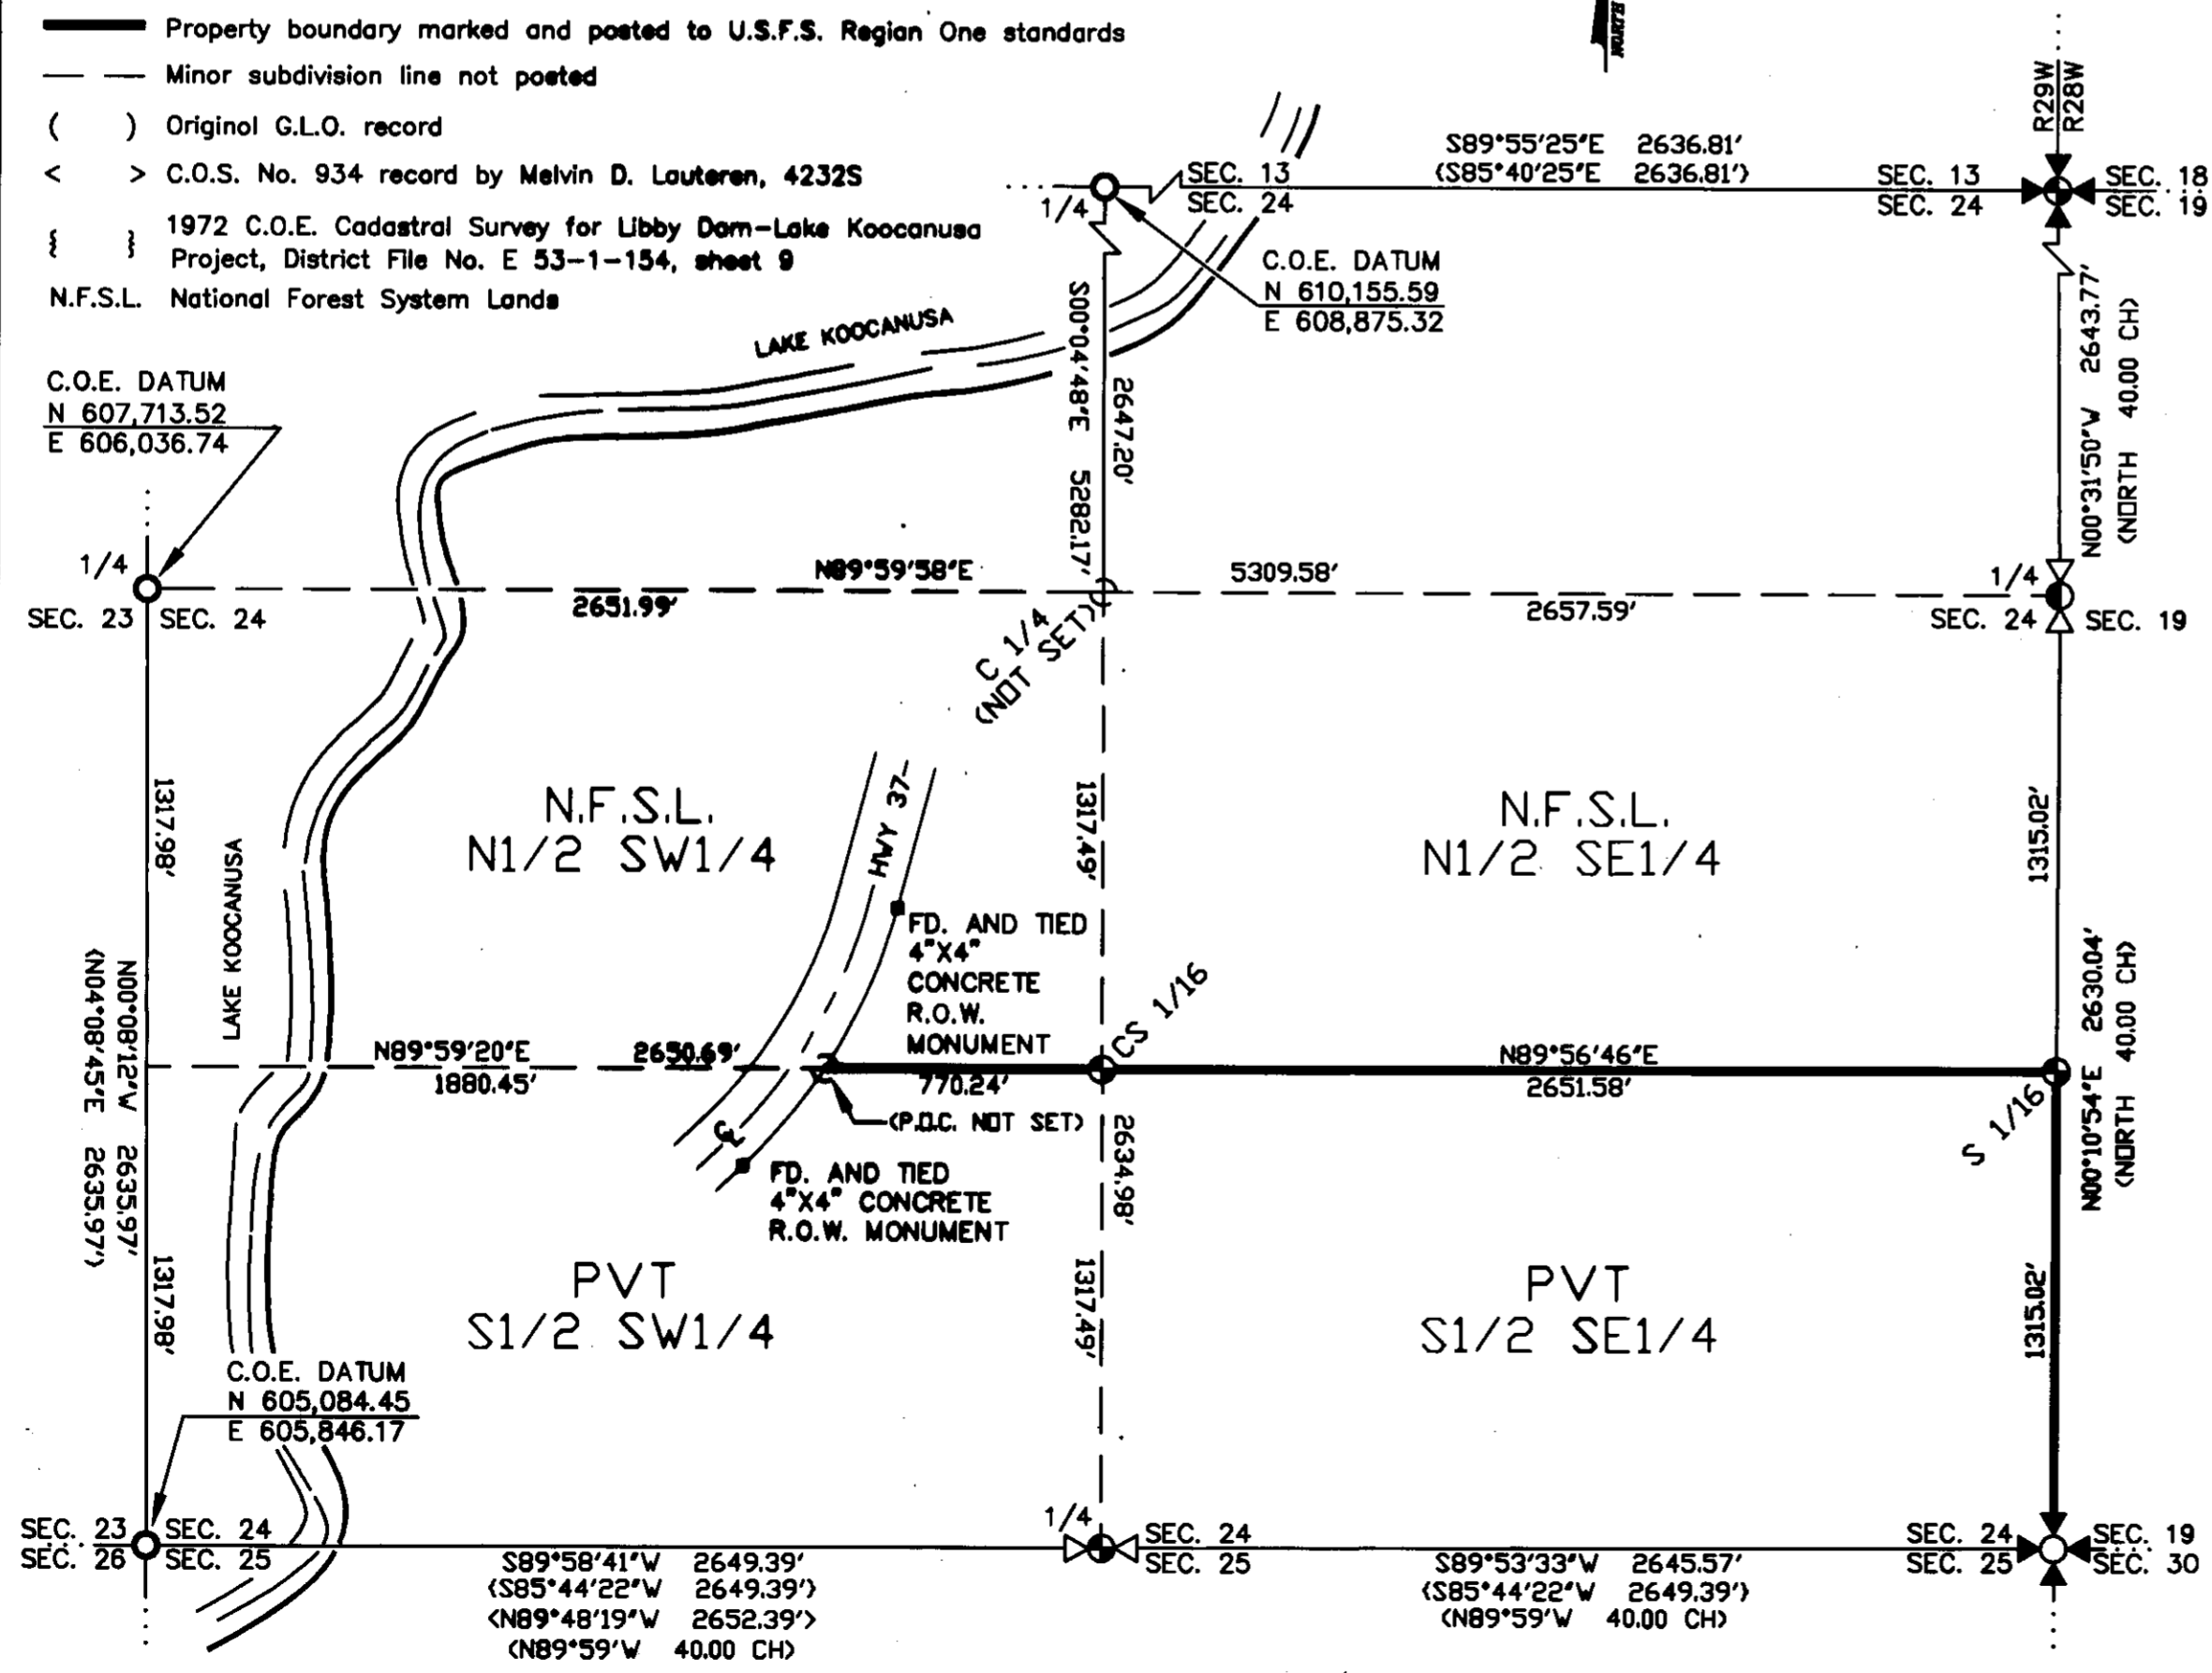 Property boundary marked and posted to U.S.F.S. Region One standards
Minor subdivision line not posted
( ) Original G.L.O. record
< > C.O.S. No. 934 record by Melvin D. Lauteren, 4232S
{ } 1972 C.O.E. Cadastral Survey for Libby Dam-Lake Koocanusa
Project, District File No. E 53-1-154, sheet 9
N.F.S.L. National Forest System Lands
NORTH
R29W
R28W
S89°55'25"E 2636.81'
{S85°40'25"E 2636.81'}
SEC. 13
SEC. 24
1/4
SEC. 13
SEC. 24
SEC. 18
SEC. 19
C.O.E. DATUM
N 610,155.59
E 608,875.32
LAKE KOOCANUSA
S00°04'48"E 5282.17'
2647.20'
N00°31'50"W 2643.77'
(NORTH 40.00 CH)
C.O.E. DATUM
N 607,713.52
E 606,036.74
1/4
SEC. 23
SEC. 24
N89°59'58"E
2651.99'
5309.58'
2657.59'
1/4
SEC. 24
SEC. 19
C 1/4
(NOT SET)
1317.98'
N.F.S.L.
N1/2 SW1/4
HWY 37
1317.49'
N.F.S.L.
N1/2 SE1/4
1315.02'
LAKE KOOCANUSA
FD. AND TIED
4"X4"
CONCRETE
R.O.W.
MONUMENT
CS 1/16
N00°08'12"W 2635.97'
{N04°08'45"E 2635.97'}
N00°10'54"E 2630.04'
(NORTH 40.00 CH)
N89°59'20"E
1880.45'
2650.69'
770.24'
N89°56'46"E
2651.58'
(P.O.C. NOT SET)
S 1/16
2634.98'
CL
FD. AND TIED
4"X4" CONCRETE
R.O.W. MONUMENT
1317.98'
PVT
S1/2 SW1/4
1317.49'
PVT
S1/2 SE1/4
1315.02'
C.O.E. DATUM
N 605,084.45
E 605,846.17
SEC. 23
SEC. 24
SEC. 26
SEC. 25
1/4
SEC. 24
SEC. 25
SEC. 24
SEC. 25
SEC. 19
SEC. 30
S89°58'41"W 2649.39'
{S85°44'22"W 2649.39'}
<N89°48'19"W 2652.39'>
(N89°59'W 40.00 CH)
S89°53'33"W 2645.57'
{S85°44'22"W 2649.39'}
(N89°59'W 40.00 CH)